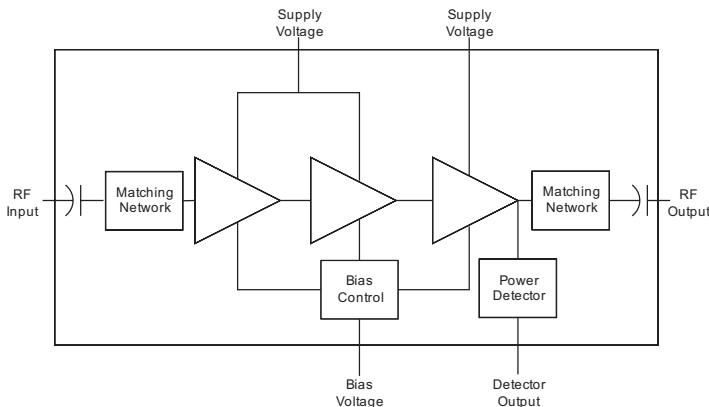 Supply
Voltage
Supply
Voltage
RF
Input
Matching
Network
Matching
Network
RF
Output
Bias
Control
Power
Detector
Bias
Voltage
Detector
Output